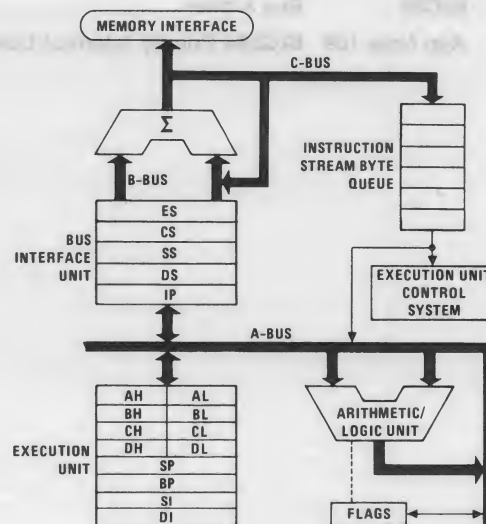 MEMORY INTERFACE
C-BUS
Σ
INSTRUCTION
STREAM BYTE
QUEUE
B-BUS
ES
CS
SS
DS
IP
BUS
INTERFACE
UNIT
EXECUTION UNIT
CONTROL
SYSTEM
A-BUS
AH AL
BH BL
CH CL
DH DL
SP
BP
SI
DI
EXECUTION
UNIT
ARITHMETIC/
LOGIC UNIT
FLAGS